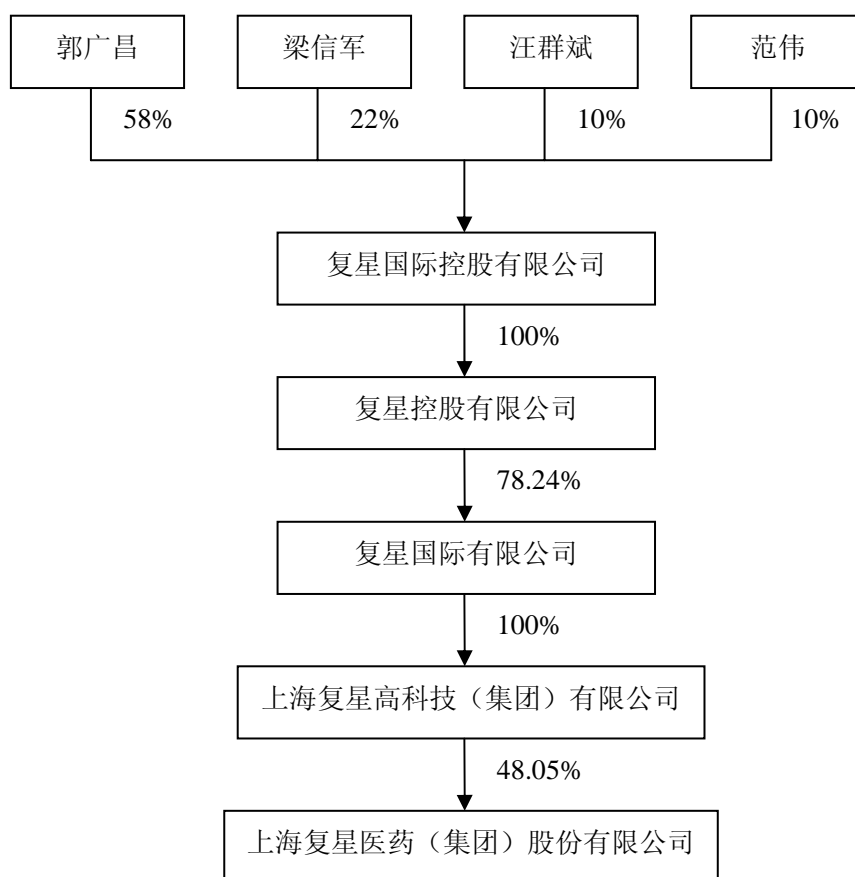 郭广昌
梁信军
汪群斌
范伟
58%
22%
10%
10%
复星国际控股有限公司
100%
复星控股有限公司
78.24%
复星国际有限公司
100%
上海复星高科技（集团）有限公司
48.05%
上海复星医药（集团）股份有限公司